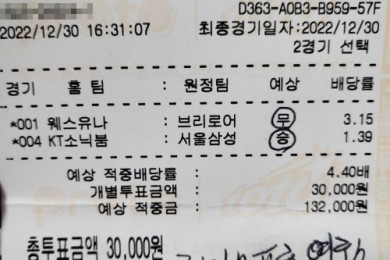 D363-A0B3-B959-57F
2022/12/30 16:31:07 최종경기일자:2022/12/30
2경기 선택
경기 홈 팀 : 원정팀 예상 배당률
*001 웨스유나 : 브리로어 무 3.15
*004 KT소닉붐 : 서울삼성 승 1.39
예상 적중배당률 : 4.40배
개별투표금액 : 30,000원
예상 적중금 : 132,000원
총투표금액 30,000원